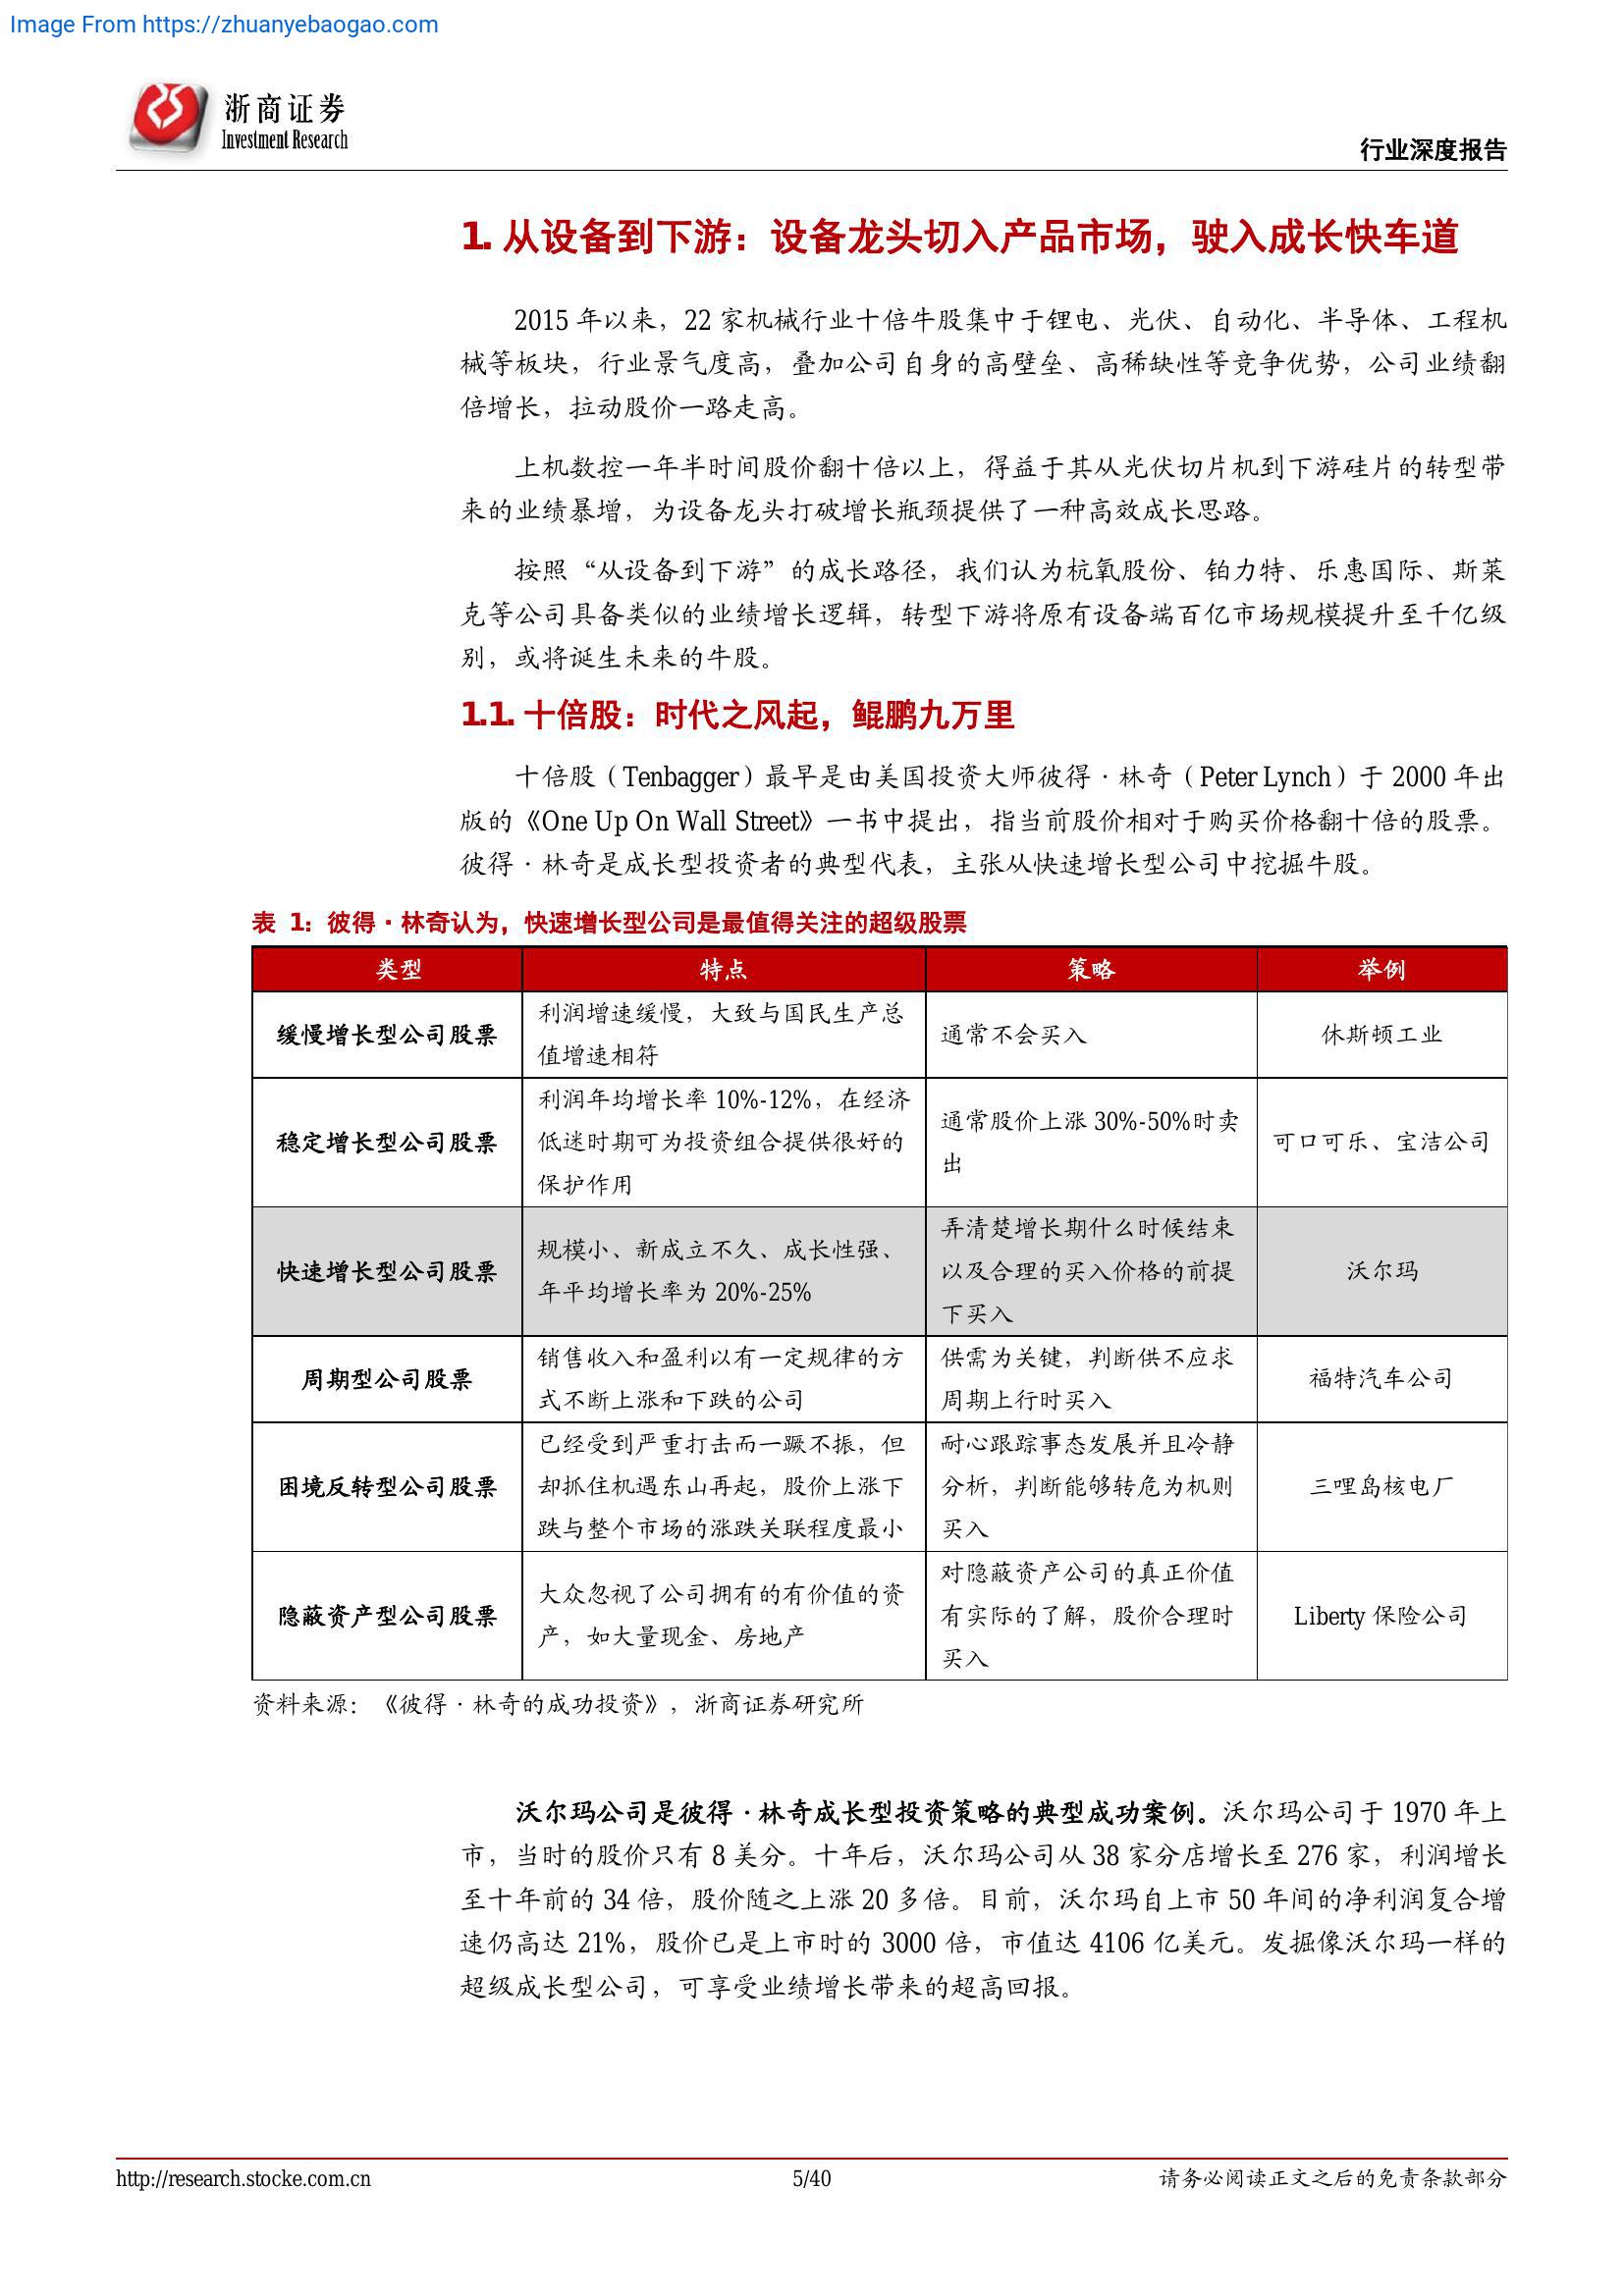 Image From https://zhuanyebaogao.com
浙商证券
Investment Research
行业深度报告
1. 从设备到下游：设备龙头切入产品市场，驶入成长快车道
2015 年以来，22 家机械行业十倍牛股集中于锂电、光伏、自动化、半导体、工程机
械等板块，行业景气度高，叠加公司自身的高壁垒、高稀缺性等竞争优势，公司业绩翻
倍增长，拉动股价一路走高。
上机数控一年半时间股价翻十倍以上，得益于其从光伏切片机到下游硅片的转型带
来的业绩暴增，为设备龙头打破增长瓶颈提供了一种高效成长思路。
按照“从设备到下游”的成长路径，我们认为杭氧股份、铂力特、乐惠国际、斯莱
克等公司具备类似的业绩增长逻辑，转型下游将原有设备端百亿市场规模提升至千亿级
别，或将诞生未来的牛股。
1.1. 十倍股：时代之风起，鲲鹏九万里
十倍股（Tenbagger）最早是由美国投资大师彼得·林奇（Peter Lynch）于 2000 年出
版的《One Up On Wall Street》一书中提出，指当前股价相对于购买价格翻十倍的股票。
彼得·林奇是成长型投资者的典型代表，主张从快速增长型公司中挖掘牛股。
表 1：彼得·林奇认为，快速增长型公司是最值得关注的超级股票
类型 特点 策略 举例
缓慢增长型公司股票
利润增速缓慢，大致与国民生产总
值增速相符
通常不会买入
休斯顿工业
稳定增长型公司股票
利润年均增长率 10%-12%，在经济
低迷时期可为投资组合提供很好的
保护作用
通常股价上涨 30%-50%时卖
出
可口可乐、宝洁公司
快速增长型公司股票
规模小、新成立不久、成长性强、
年平均增长率为 20%-25%
弄清楚增长期什么时候结束
以及合理的买入价格的前提
下买入
沃尔玛
周期型公司股票
销售收入和盈利以有一定规律的方
式不断上涨和下跌的公司
供需为关键，判断供不应求
周期上行时买入
福特汽车公司
困境反转型公司股票
已经受到严重打击而一蹶不振，但
却抓住机遇东山再起，股价上涨下
跌与整个市场的涨跌关联程度最小
耐心跟踪事态发展并且冷静
分析，判断能够转危为机则
买入
三哩岛核电厂
隐蔽资产型公司股票
大众忽视了公司拥有的有价值的资
产，如大量现金、房地产
对隐蔽资产公司的真正价值
有实际的了解，股价合理时
买入
Liberty 保险公司
资料来源：《彼得·林奇的成功投资》，浙商证券研究所
沃尔玛公司是彼得·林奇成长型投资策略的典型成功案例。沃尔玛公司于 1970 年上
市，当时的股价只有 8 美分。十年后，沃尔玛公司从 38 家分店增长至 276 家，利润增长
至十年前的 34 倍，股价随之上涨 20 多倍。目前，沃尔玛自上市 50 年间的净利润复合增
速仍高达 21%，股价已是上市时的 3000 倍，市值达 4106 亿美元。发掘像沃尔玛一样的
超级成长型公司，可享受业绩增长带来的超高回报。
http://research.stocke.com.cn 5/40 请务必阅读正文之后的免责条款部分